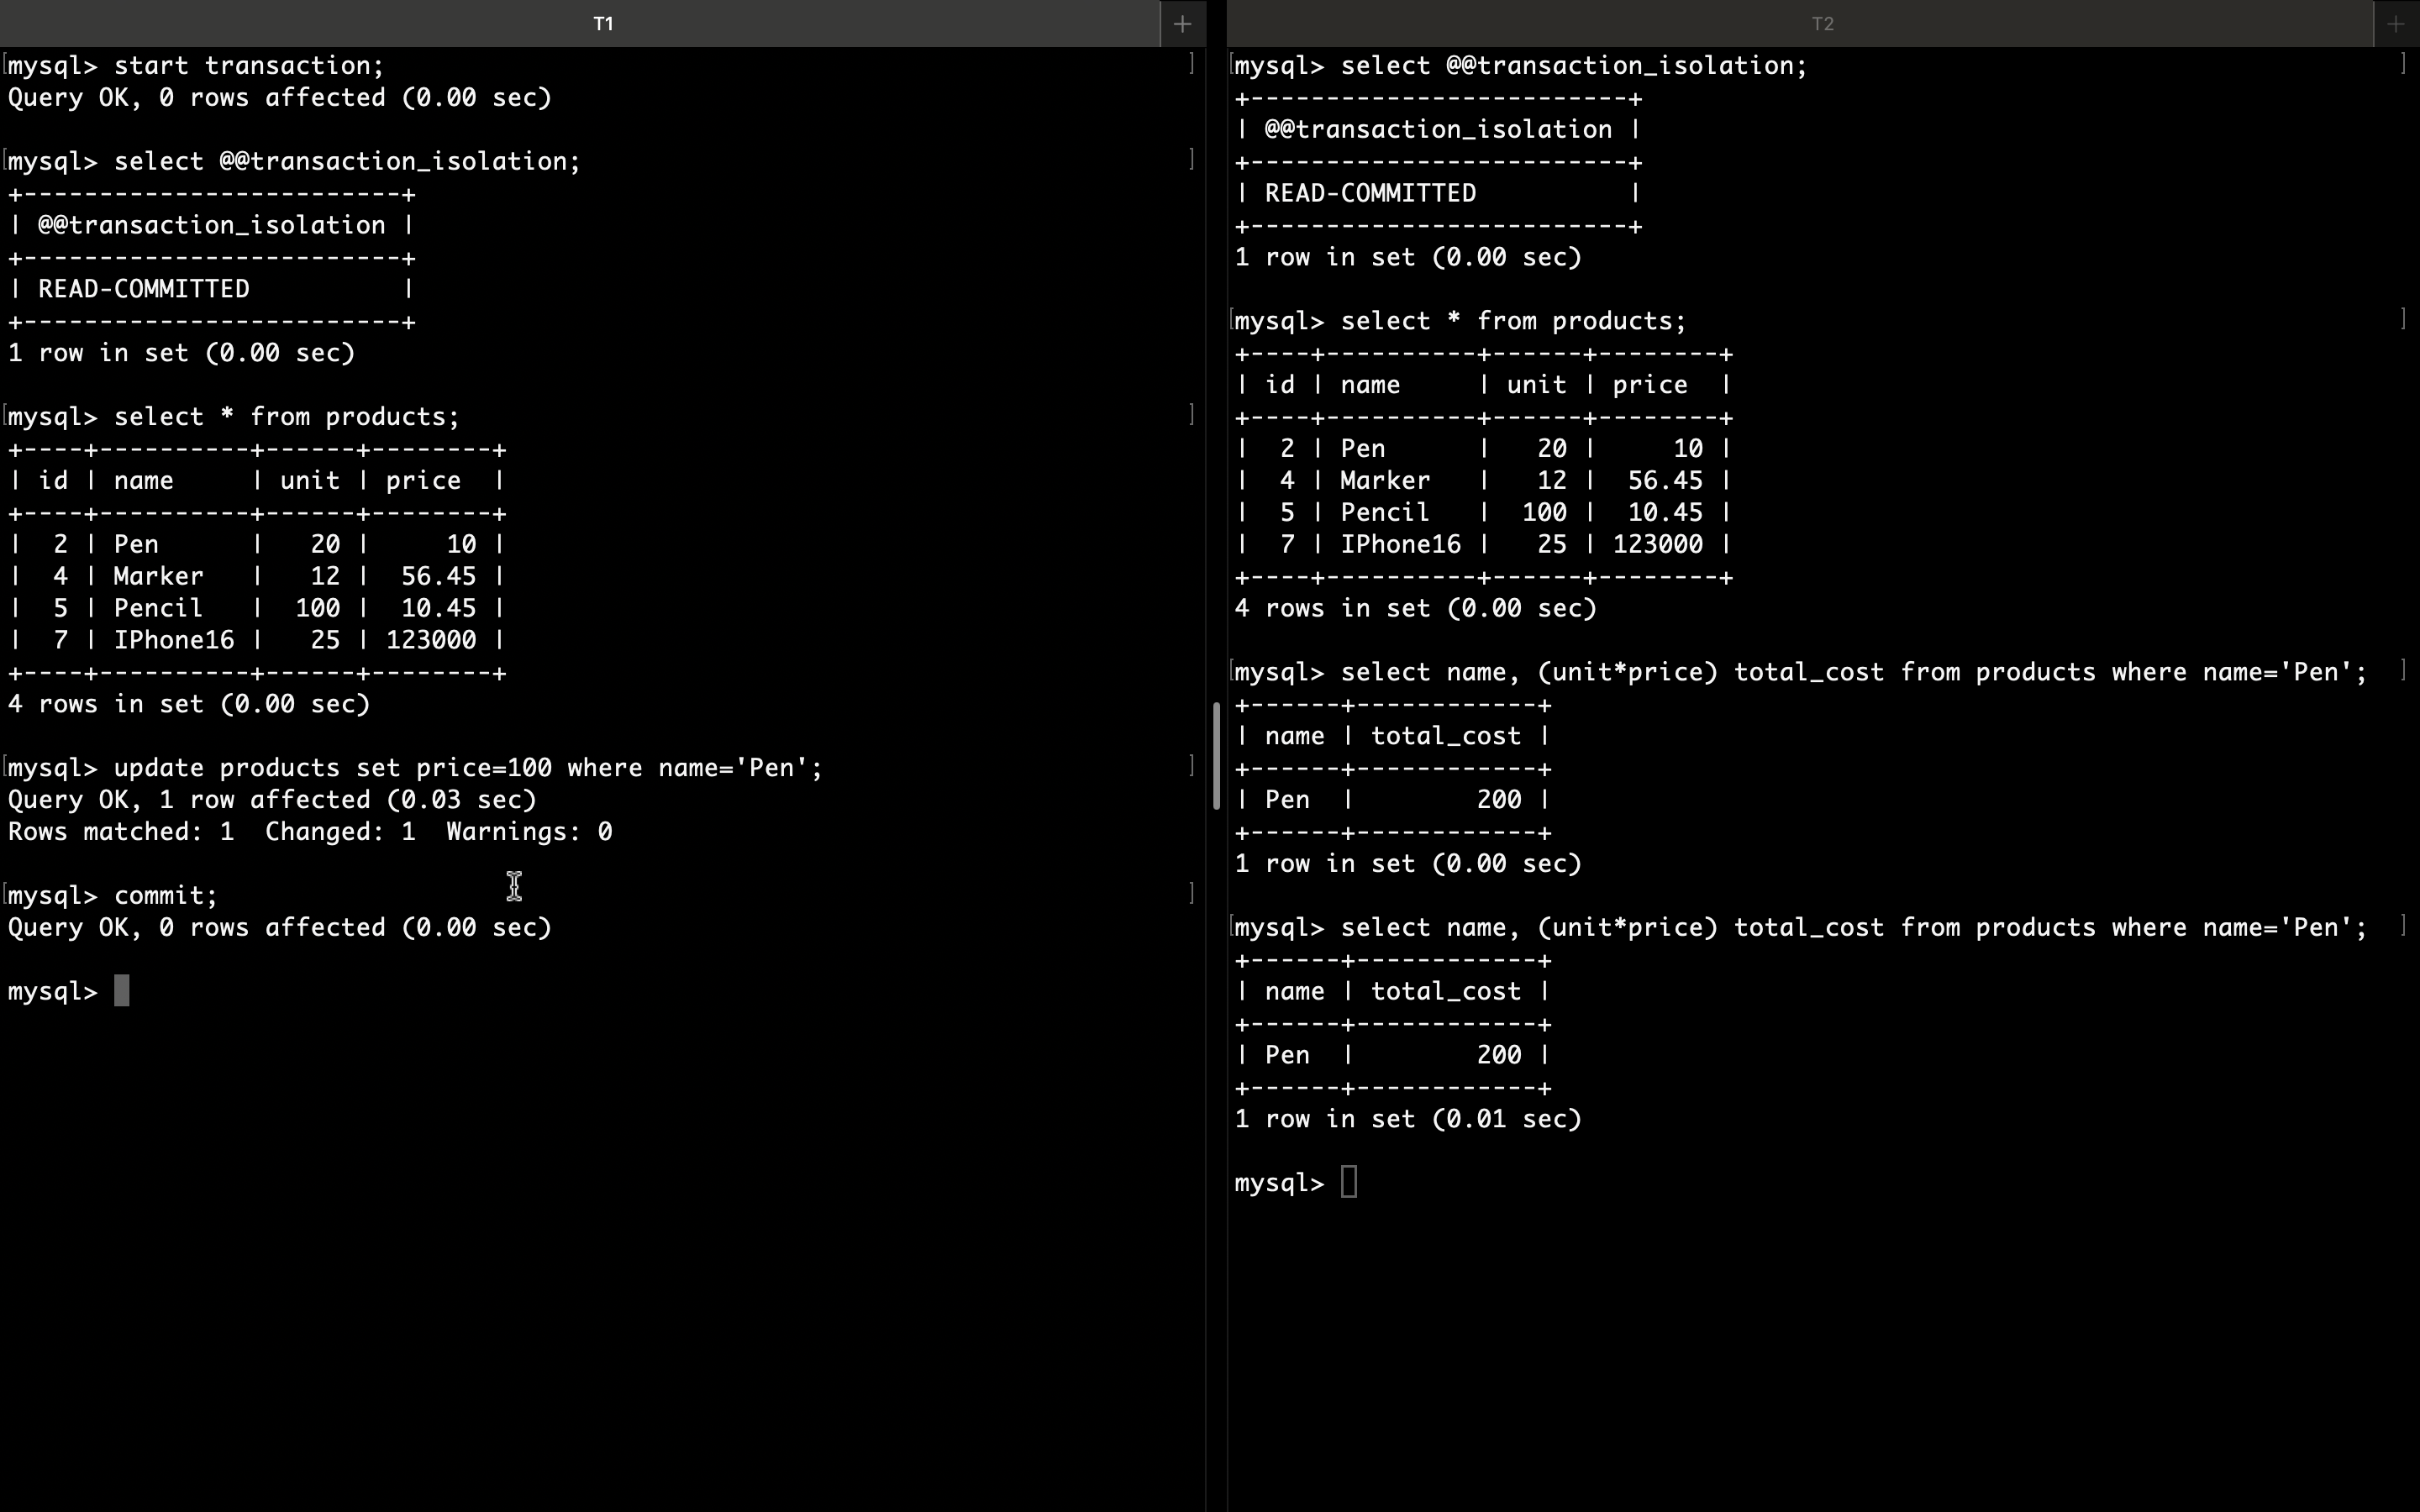 T1
mysql> start transaction;
Query OK, 0 rows affected (0.00 sec)
mysql> select @@transaction_isolation;
+-------------------------+
| @@transaction_isolation |
+-------------------------+
| READ-COMMITTED          |
+-------------------------+
1 row in set (0.00 sec)
mysql> select * from products;
+----+----------+------+--------+
| id | name     | unit | price  |
+----+----------+------+--------+
|  2 | Pen      |   20 |     10 |
|  4 | Marker   |   12 |  56.45 |
|  5 | Pencil   |  100 |  10.45 |
|  7 | IPhone16 |   25 | 123000 |
+----+----------+------+--------+
4 rows in set (0.00 sec)
mysql> update products set price=100 where name='Pen';
Query OK, 1 row affected (0.03 sec)
Rows matched: 1  Changed: 1  Warnings: 0
mysql> commit;
Query OK, 0 rows affected (0.00 sec)
mysql>
T2
mysql> select @@transaction_isolation;
+-------------------------+
| @@transaction_isolation |
+-------------------------+
| READ-COMMITTED          |
+-------------------------+
1 row in set (0.00 sec)
mysql> select * from products;
+----+----------+------+--------+
| id | name     | unit | price  |
+----+----------+------+--------+
|  2 | Pen      |   20 |     10 |
|  4 | Marker   |   12 |  56.45 |
|  5 | Pencil   |  100 |  10.45 |
|  7 | IPhone16 |   25 | 123000 |
+----+----------+------+--------+
4 rows in set (0.00 sec)
mysql> select name, (unit*price) total_cost from products where name='Pen';
+------+------------+
| name | total_cost |
+------+------------+
| Pen  |        200 |
+------+------------+
1 row in set (0.00 sec)
mysql> select name, (unit*price) total_cost from products where name='Pen';
+------+------------+
| name | total_cost |
+------+------------+
| Pen  |        200 |
+------+------------+
1 row in set (0.01 sec)
mysql>